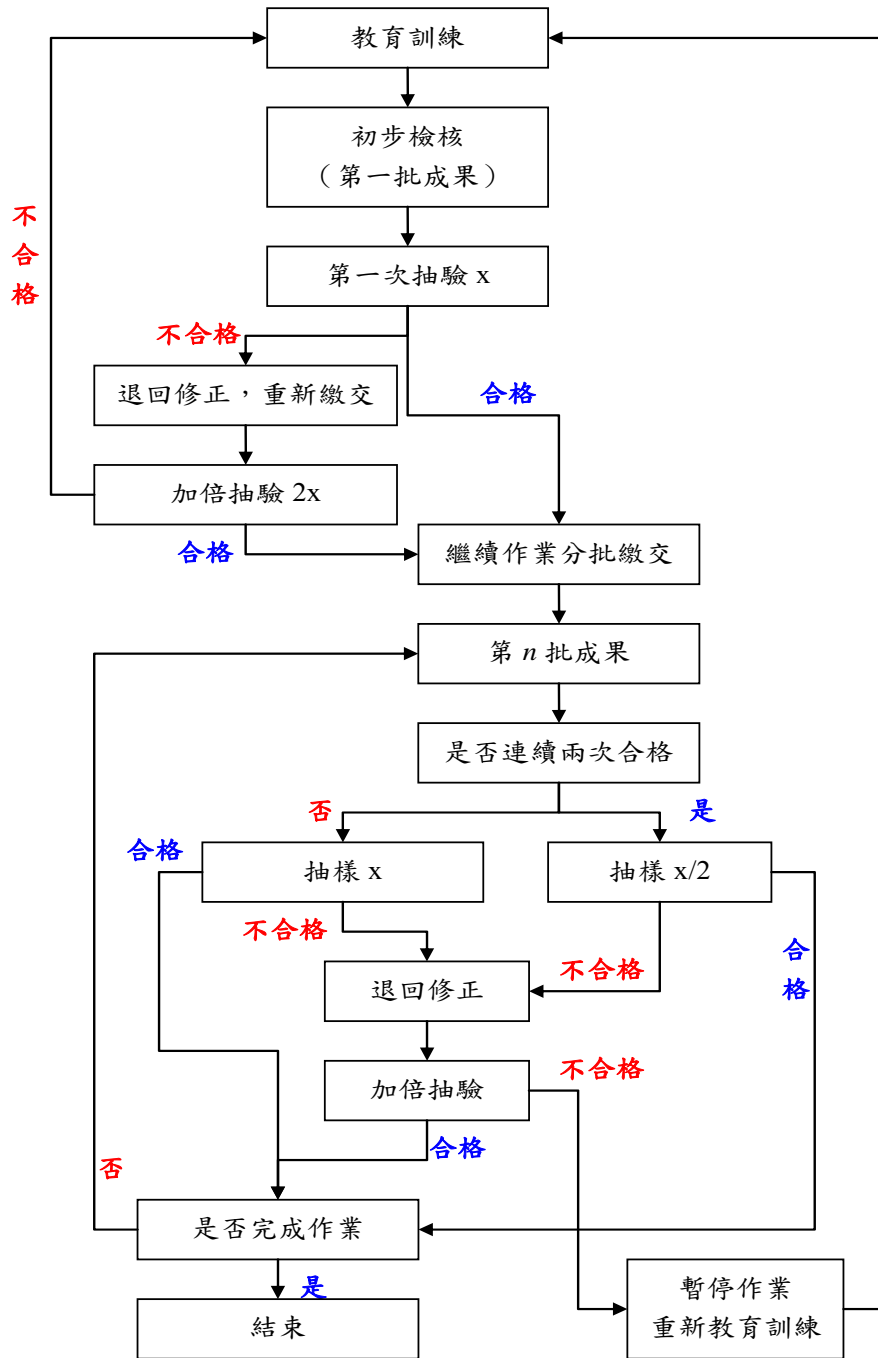 教育訓練
初步檢核
（第一批成果）
不合格
第一次抽驗 x
不合格
退回修正，重新繳交
合格
加倍抽驗 2x
合格
繼續作業分批繳交
第 n 批成果
是否連續兩次合格
否
是
合格
抽樣 x
抽樣 x/2
不合格
合格
不合格
退回修正
加倍抽驗
不合格
合格
否
是否完成作業
是
結束
暫停作業
重新教育訓練